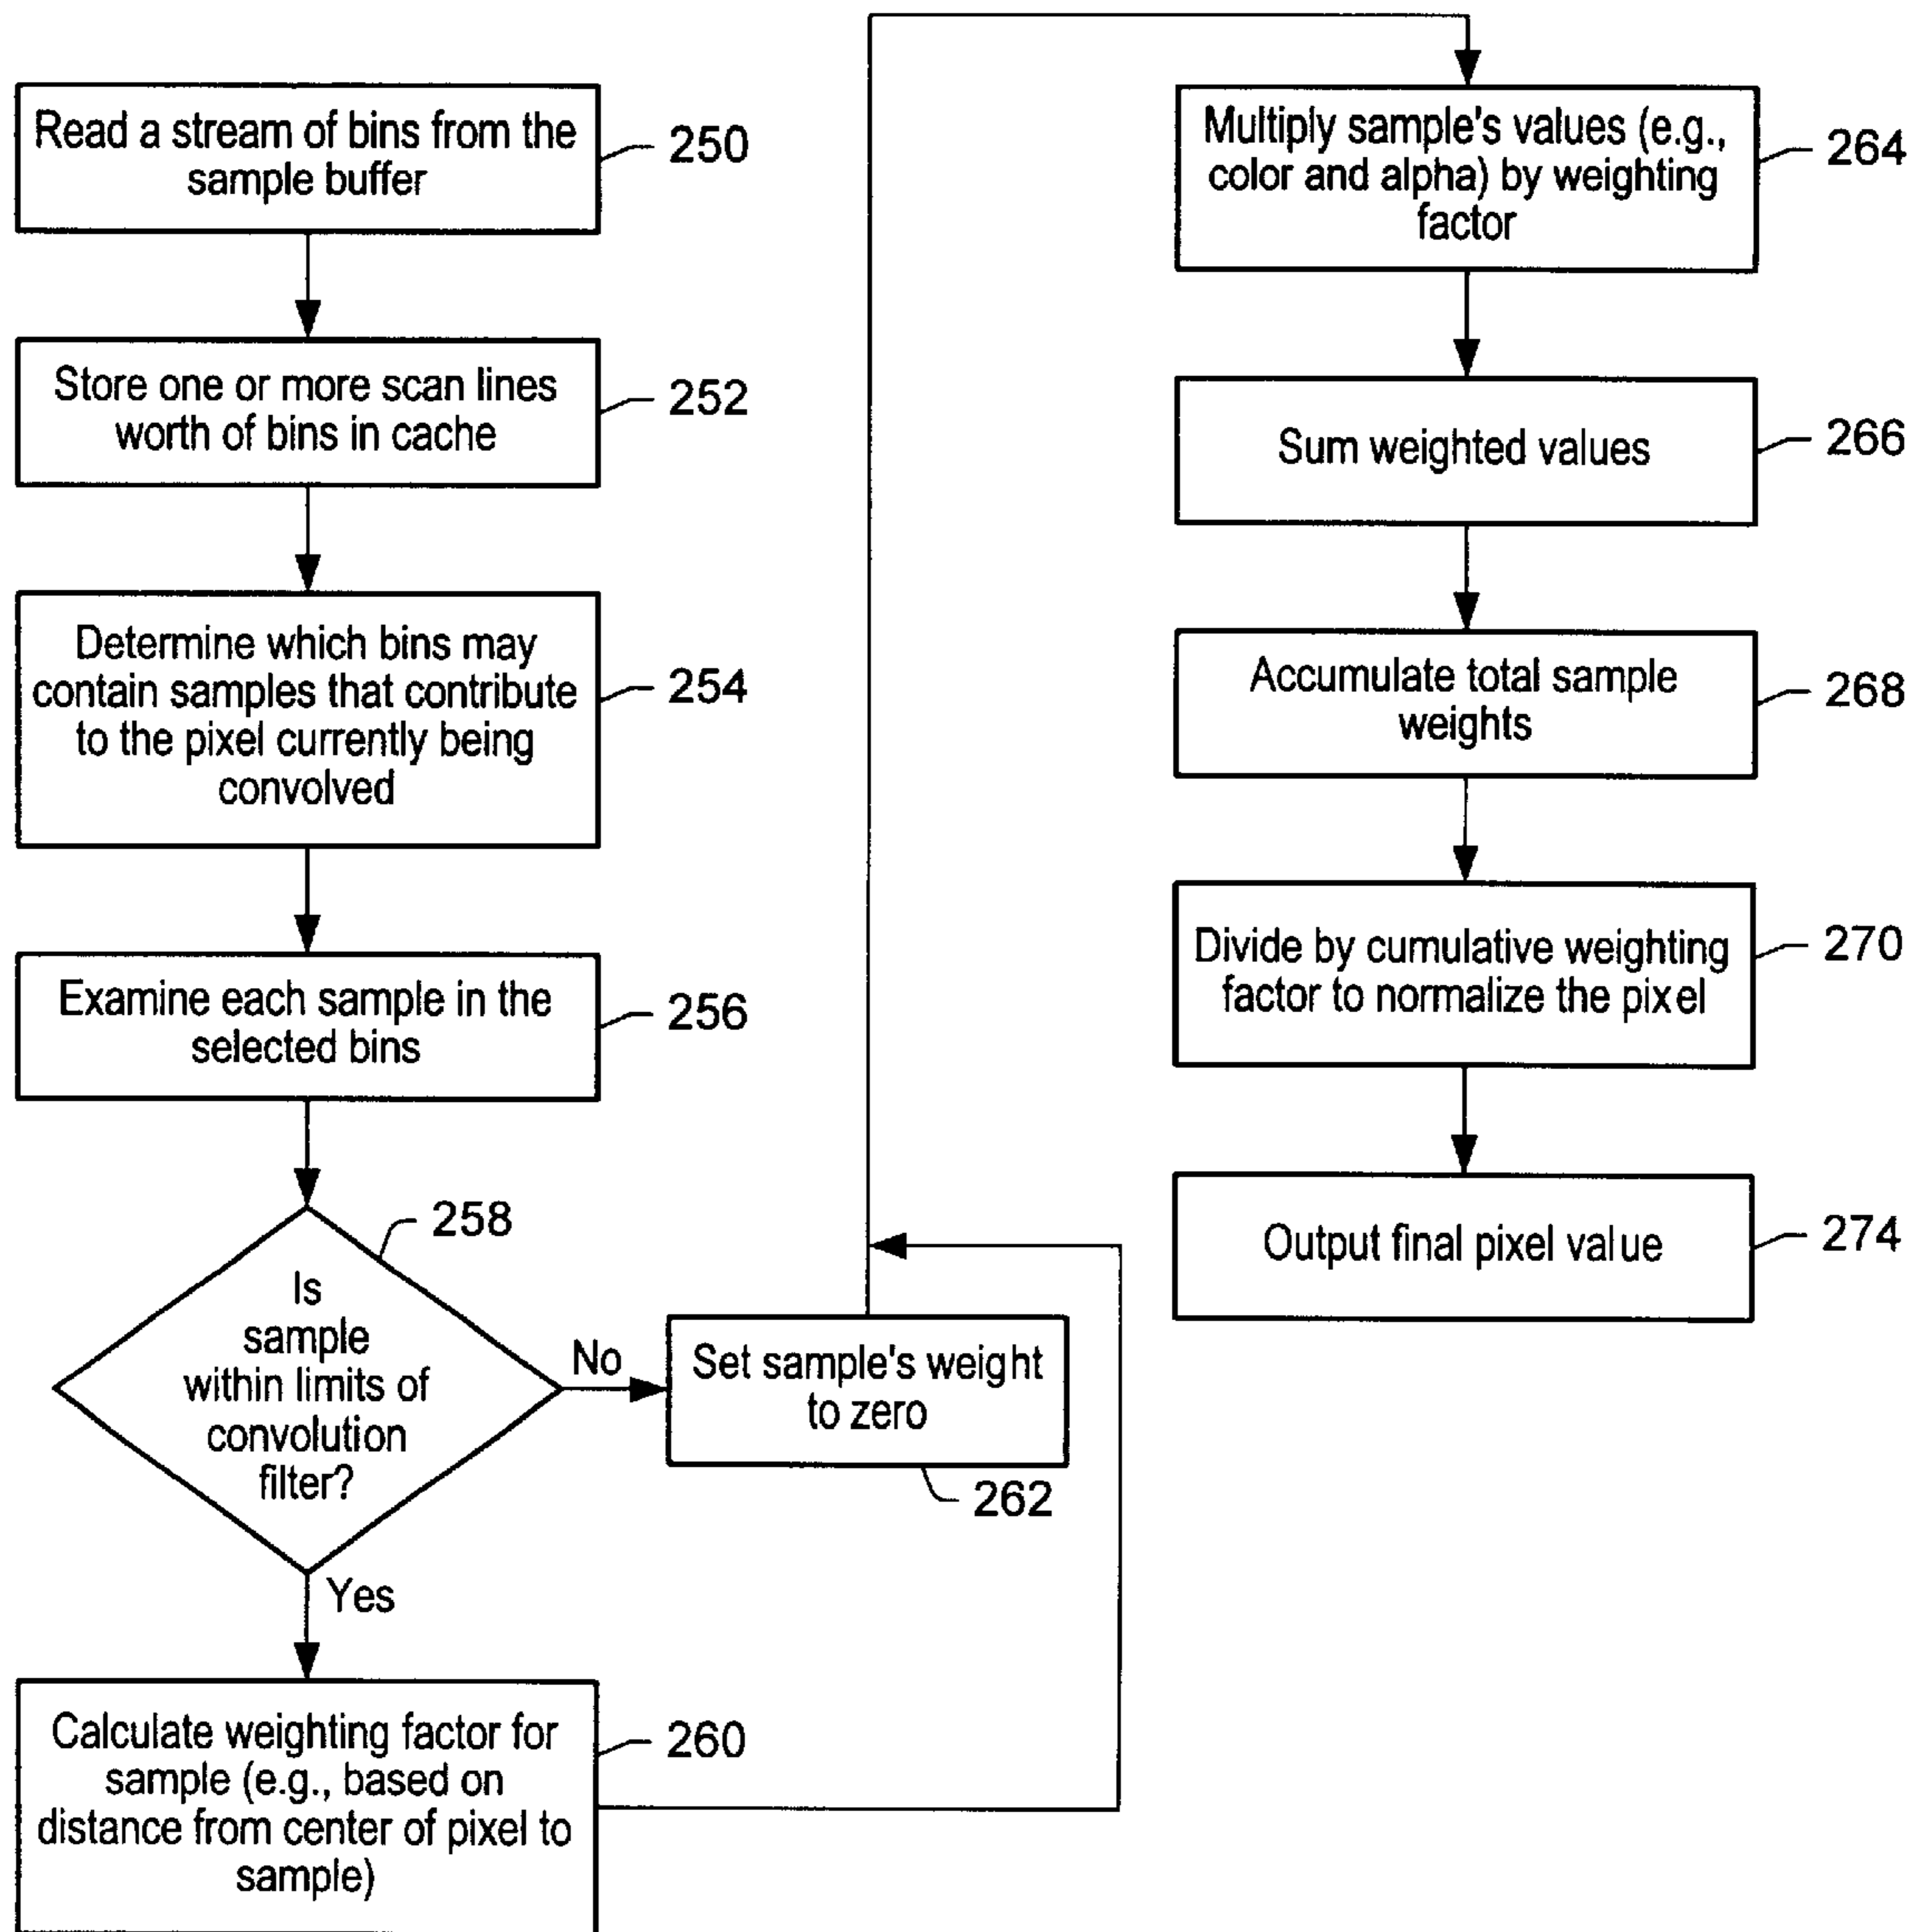 Read a stream of bins from the
sample buffer
250
Store one or more scan lines
worth of bins in cache
252
Determine which bins may
contain samples that contribute
to the pixel currently being
convolved
254
Examine each sample in the
selected bins
256
258
Is
sample
within limits of
convolution
filter?
No
Set sample's weight
to zero
262
Yes
Calculate weighting factor for
sample (e.g., based on
distance from center of pixel to
sample)
260
Multiply sample's values (e.g.,
color and alpha) by weighting
factor
264
Sum weighted values
266
Accumulate total sample
weights
268
Divide by cumulative weighting
factor to normalize the pixel
270
Output final pixel value
274